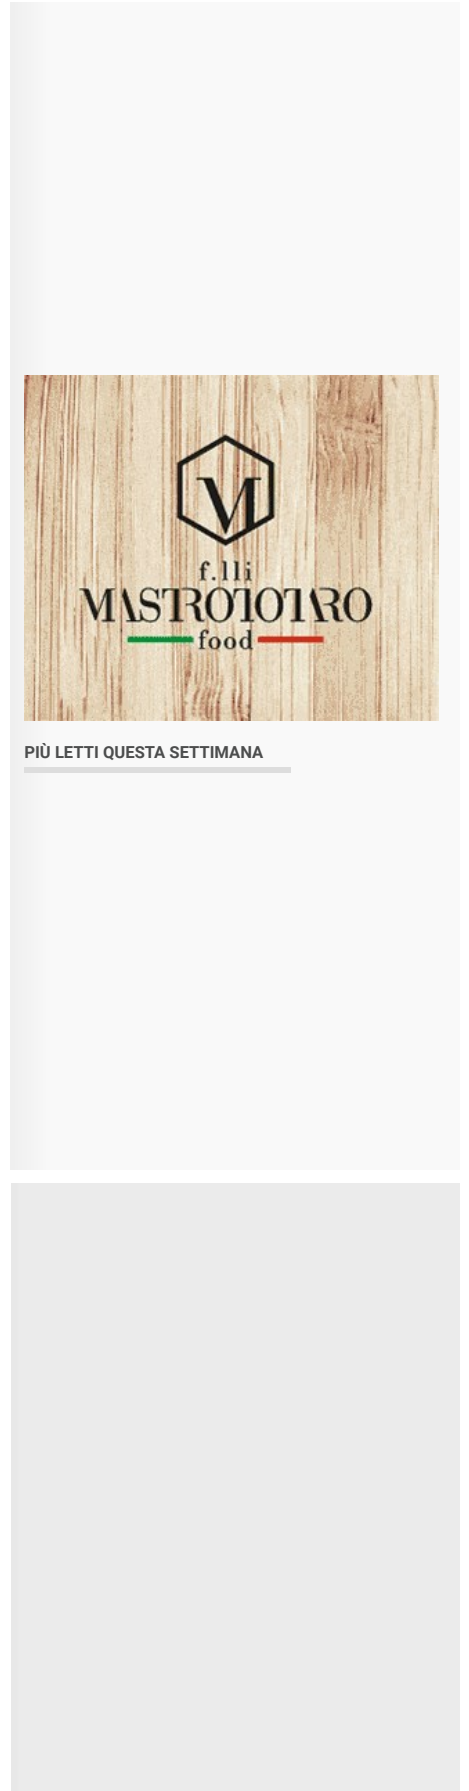 M
f.lli
MASTROTOTARO
food
PIÙ LETTI QUESTA SETTIMANA